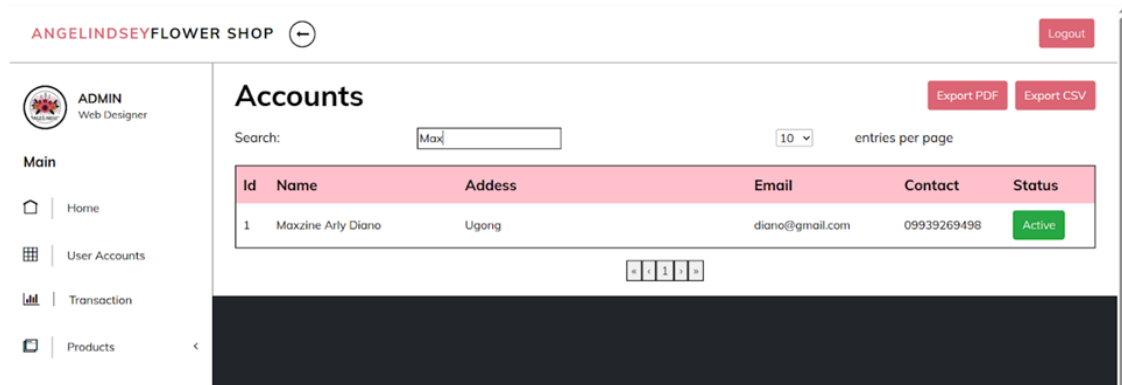 ANGELINDSEYFLOWER SHOP
Logout
ADMIN
Web Designer
Main
Home
User Accounts
Transaction
Products
Accounts
Export PDF Export CSV
Search: Max 10 entries per page
Id Name Addess Email Contact Status
1 Maxzine Arly Diano Ugong diano@gmail.com 09939269498 Active
« ‹ 1 › »